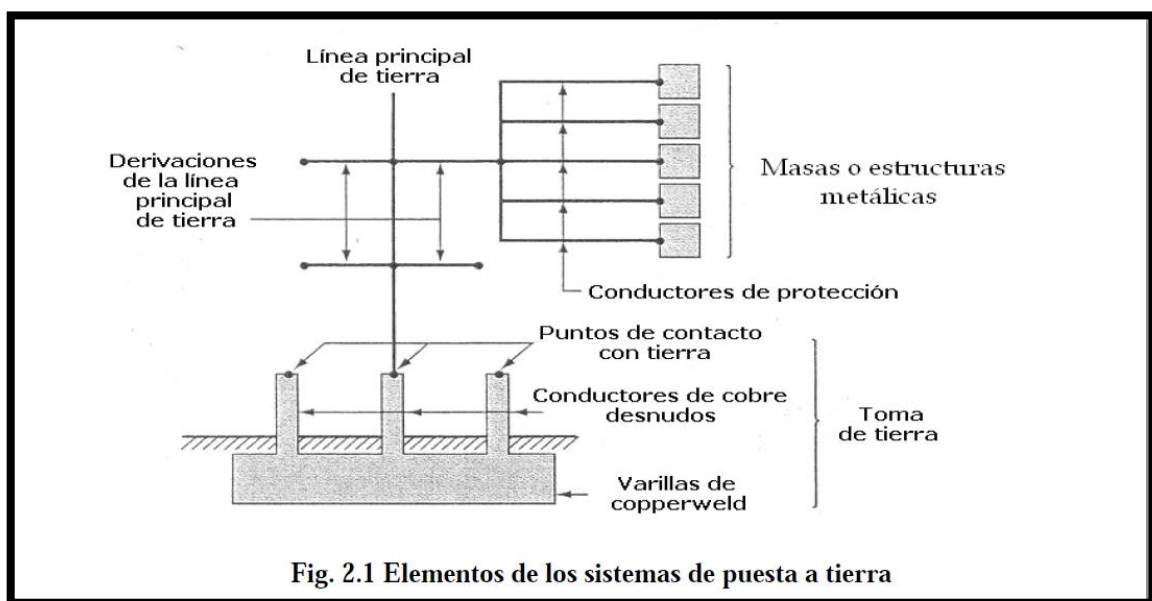 Línea principal
de tierra
Derivaciones
de la línea
principal
de tierra
Masas o estructuras
metálicas
Conductores de protección
Puntos de contacto
con tierra
Conductores de cobre
desnudos
Toma
de tierra
Varillas de
copperweld
Fig. 2.1 Elementos de los sistemas de puesta a tierra